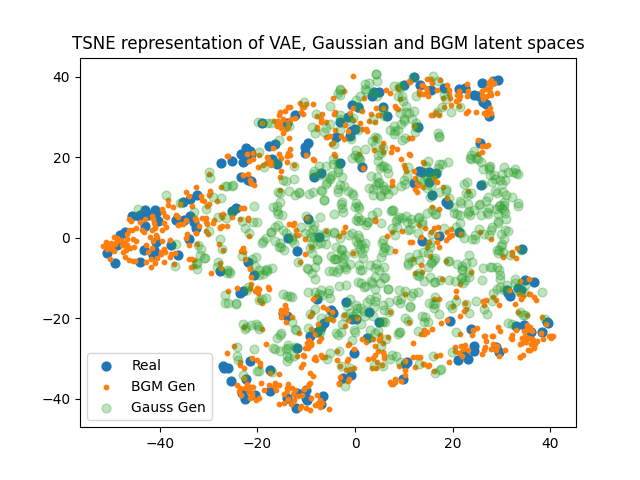 TSNE representation of VAE, Gaussian and BGM latent spaces
40
20
0
−20
−40
Real
BGM Gen
Gauss Gen
−40 −20 0 20 40